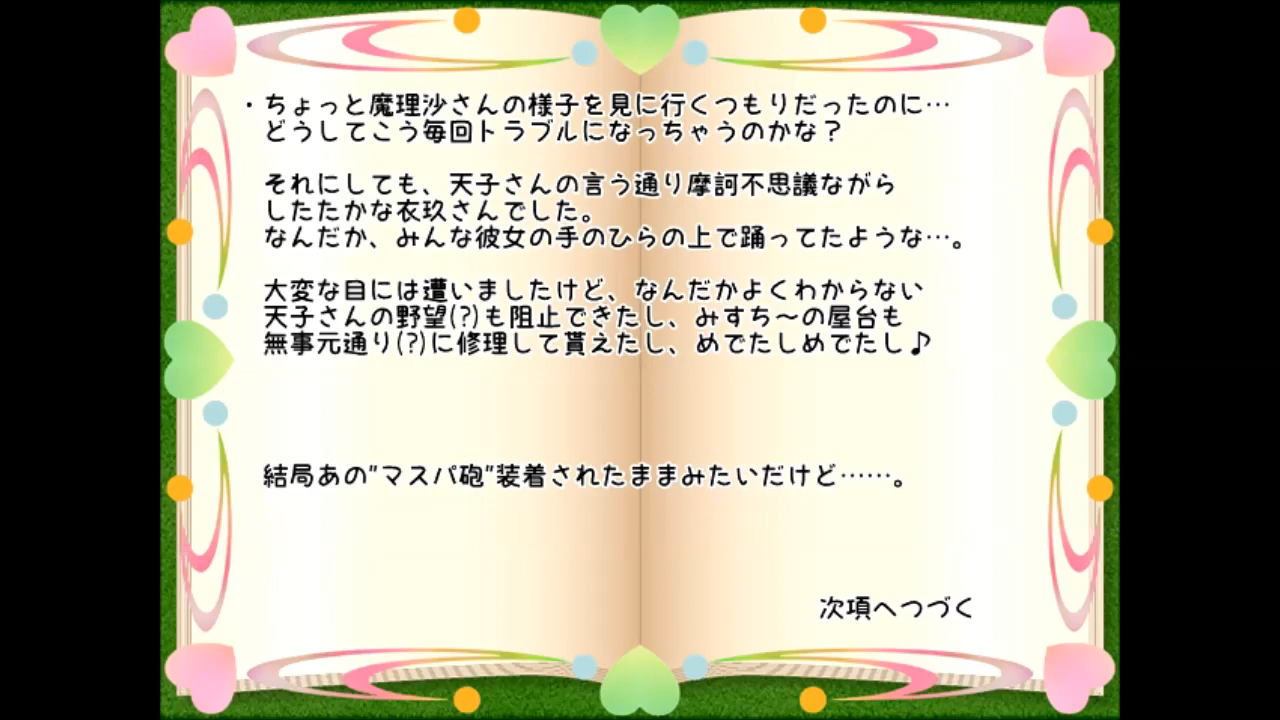 ・ちょっと魔理沙さんの様子を見に行くつもりだったのに…
どうしてこう毎回トラブルになっちゃうのかな？
それにしても、天子さんの言う通り摩訶不思議ながら
したたかな衣玖さんでした。
なんだか、みんな彼女の手のひらの上で踊ってたような…。
大変な目には遭いましたけど、なんだかよくわからない
天子さんの野望(?)も阻止できたし、みすち～の屋台も
無事元通り(?)に修理して貰えたし、めでたしめでたし♪
結局あの"マスパ砲"装着されたままみたいだけど……。
次項へつづく